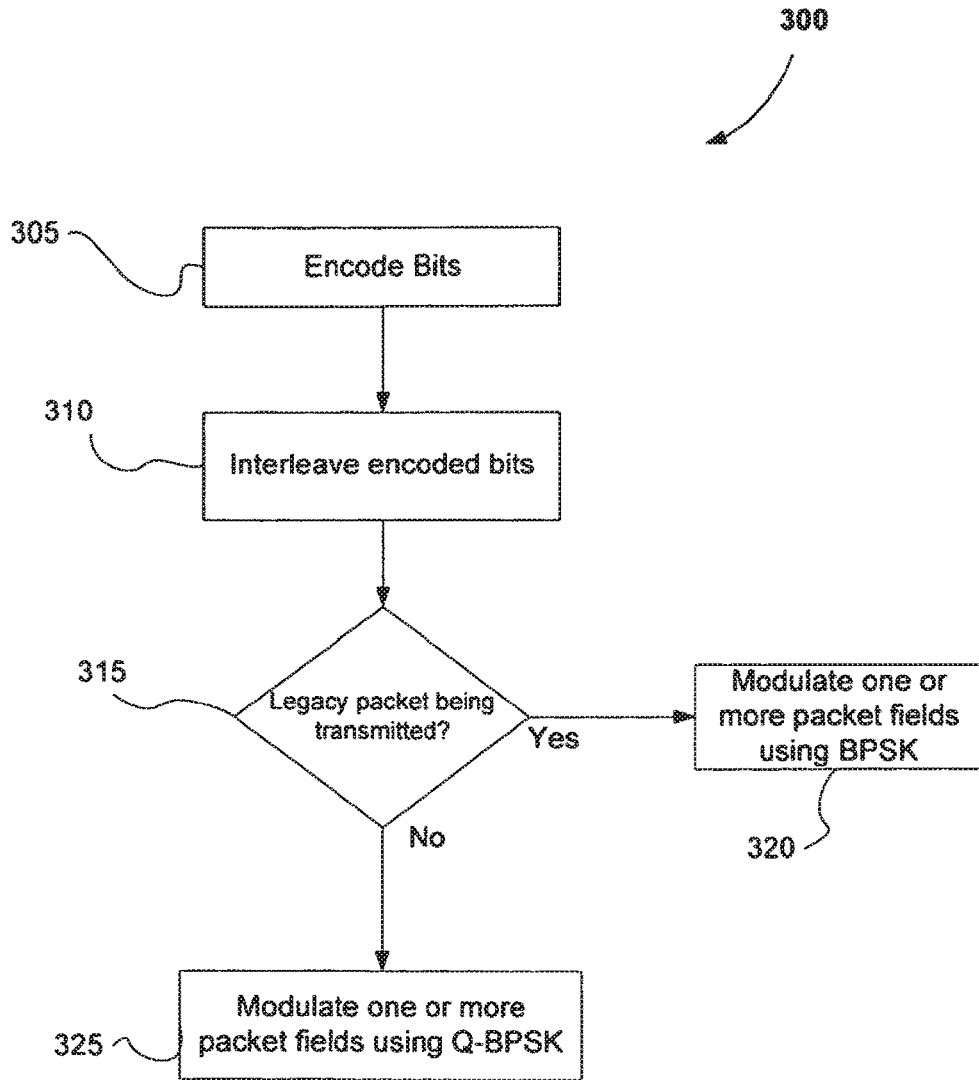 300
305
Encode Bits
310
Interleave encoded bits
315
Legacy packet being
transmitted?
Yes
Modulate one or
more packet fields
using BPSK
320
No
Modulate one or more
packet fields using Q-BPSK
325